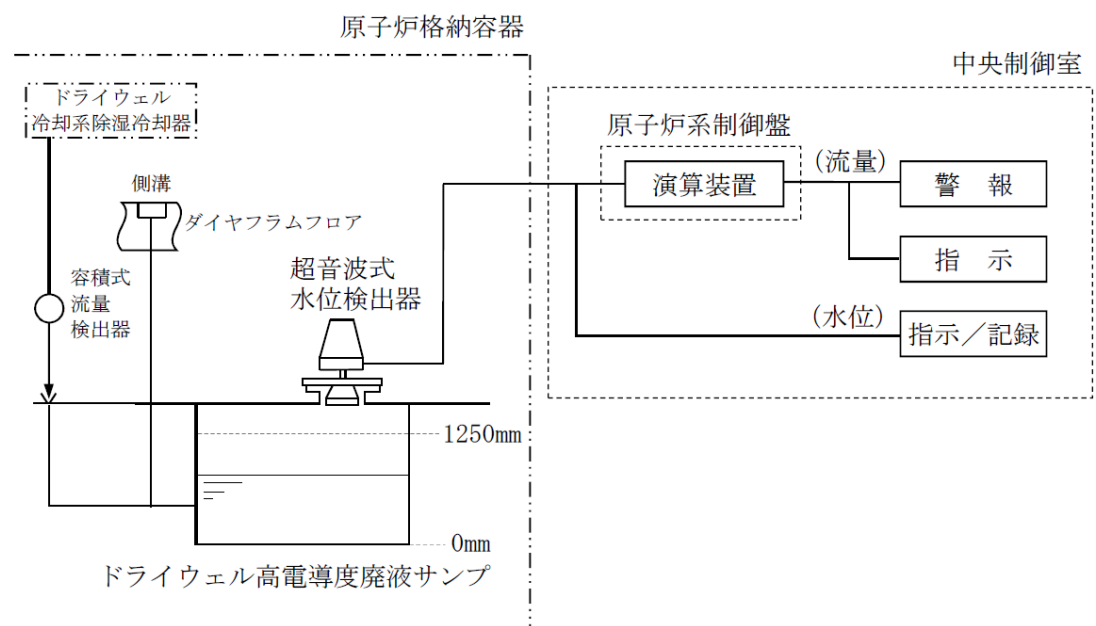 原子炉格納容器
中央制御室
ドライウェル
冷却系除湿冷却器
原子炉系制御盤
側溝
ダイヤフラムフロア
演算装置
(流量)
警 報
指 示
容積式
流量
検出器
超音波式
水位検出器
(水位)
指示／記録
1250mm
0mm
ドライウェル高電導度廃液サンプ